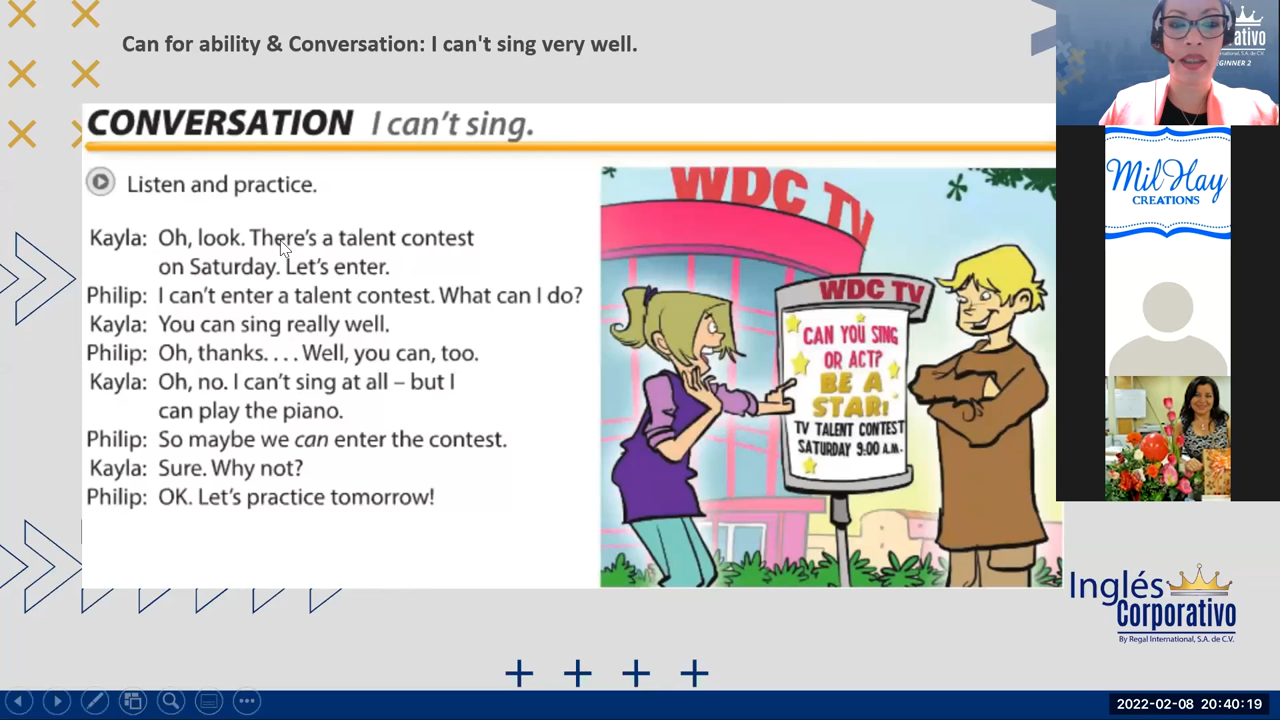 Can for ability & Conversation: I can't sing very well.
CONVERSATION I can't sing.
Listen and practice.
Kayla: Oh, look. There's a talent contest
on Saturday. Let's enter.
Philip: I can't enter a talent contest. What can I do?
Kayla: You can sing really well.
Philip: Oh, thanks. . . . Well, you can, too.
Kayla: Oh, no. I can't sing at all – but I
can play the piano.
Philip: So maybe we can enter the contest.
Kayla: Sure. Why not?
Philip: OK. Let's practice tomorrow!
WDC TV
WDC TV
CAN YOU SING
OR ACT?
BE A
STAR!
TV TALENT CONTEST
SATURDAY 9:00 A.M.
ativo
GINNER 2
Mil Hay
CREATIONS
Inglés
Corporativo
By Regal International, S.A. de C.V.
2022-02-08 20:40:19